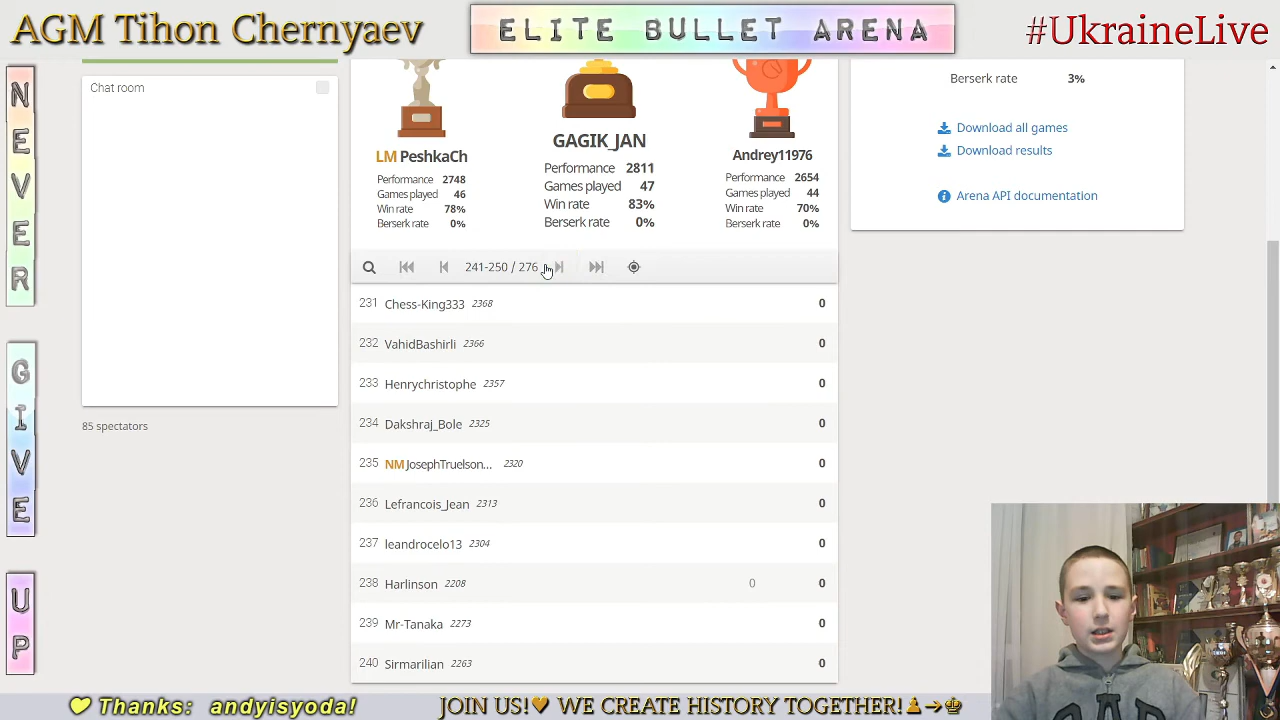 AGM Tihon Chernyaev
ELITE BULLET ARENA
#UkraineLive
NEVER
GIVE
UP
Chat room
85 spectators
LM PeshkaCh
Performance 2748
Games played 46
Win rate 78%
Berserk rate 0%
GAGIK_JAN
Performance 2811
Games played 47
Win rate 83%
Berserk rate 0%
Andrey11976
Performance 2654
Games played 44
Win rate 70%
Berserk rate 0%
Berserk rate 3%
Download all games
Download results
Arena API documentation
241-250 / 276
231 Chess-King333 2368 0
232 VahidBashirli 2366 0
233 Henrychristophe 2357 0
234 Dakshraj_Bole 2325 0
235 NM JosephTruelson... 2320 0
236 Lefrancois_Jean 2313 0
237 leandrocelo13 2304 0
238 Harlinson 2208 0 0
239 Mr-Tanaka 2273 0
240 Sirmarilian 2263 0
Thanks: andyisyoda!
JOIN US!♥ WE CREATE HISTORY TOGETHER!♟→♚